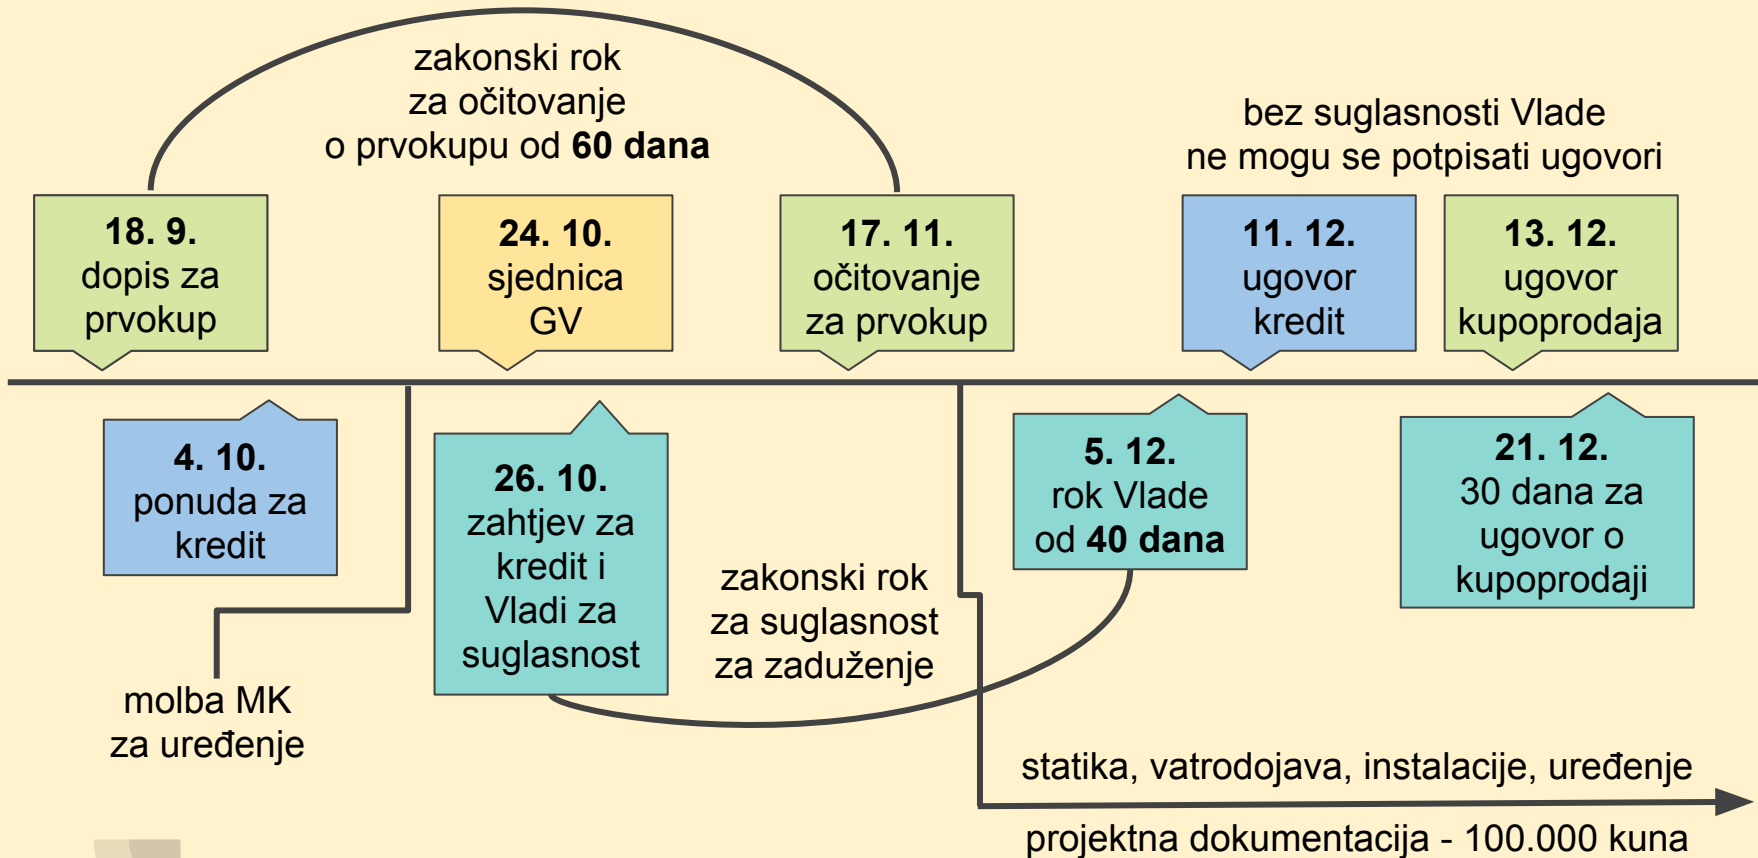 zakonski rok
za očitovanje
o prvokupu od 60 dana
bez suglasnosti Vlade
ne mogu se potpisati ugovori
18. 9.
dopis za
prvokup
24. 10.
sjednica
GV
17. 11.
očitovanje
za prvokup
11. 12.
ugovor
kredit
13. 12.
ugovor
kupoprodaja
4. 10.
ponuda za
kredit
26. 10.
zahtjev za
kredit i
Vladi za
suglasnost
5. 12.
rok Vlade
od 40 dana
21. 12.
30 dana za
ugovor o
kupoprodaji
zakonski rok
za suglasnost
za zaduženje
molba MK
za uređenje
statika, vatrodojava, instalacije, uređenje
projektna dokumentacija - 100.000 kuna